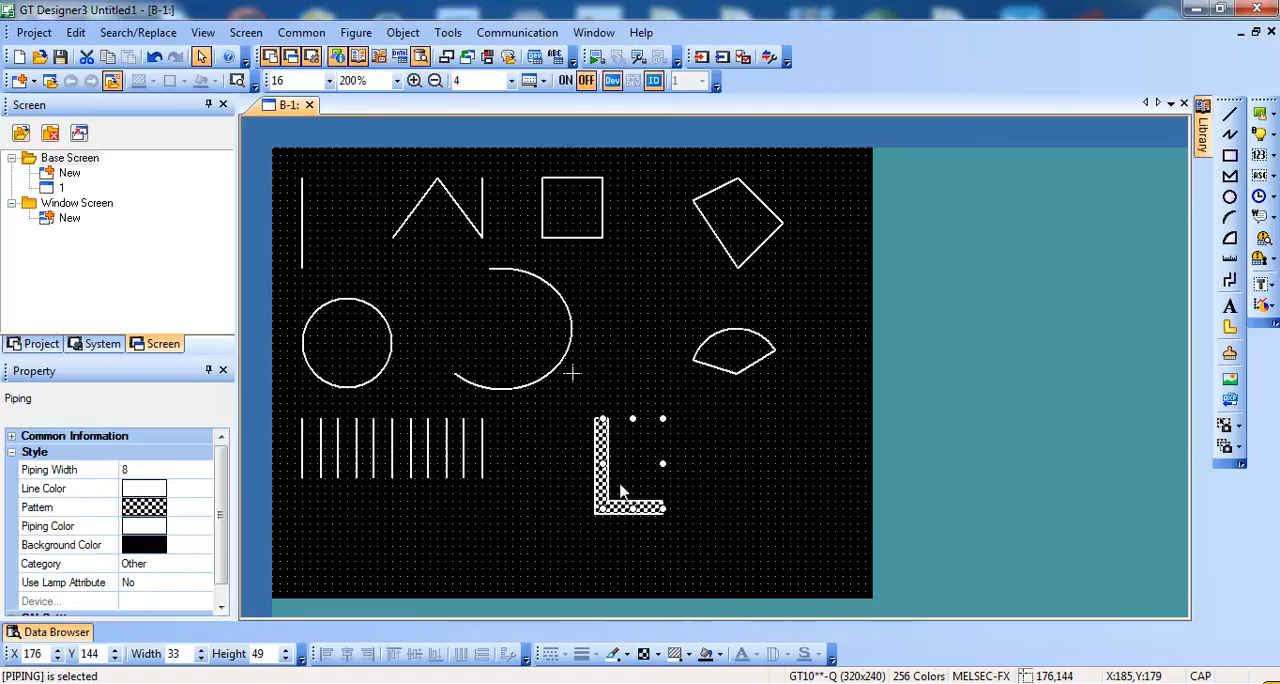 GT Designer3 Untitled1 - [B-1:]
Project Edit Search/Replace View Screen Common Figure Object Tools Communication Window Help
16 200% 4 ON OFF Dev ID 1
Screen
B-1:
Library
Base Screen
New
1
Window Screen
New
Project System Screen
Property
Piping
Common Information
Style
Piping Width 8
Line Color
Pattern
Piping Color
Background Color
Category Other
Use Lamp Attribute No
Device...
Data Browser
X 176 Y 144 Width 33 Height 49
[PIPING] is selected GT10**-Q (320x240) 256 Colors MELSEC-FX 176,144 X:185,Y:179 CAP